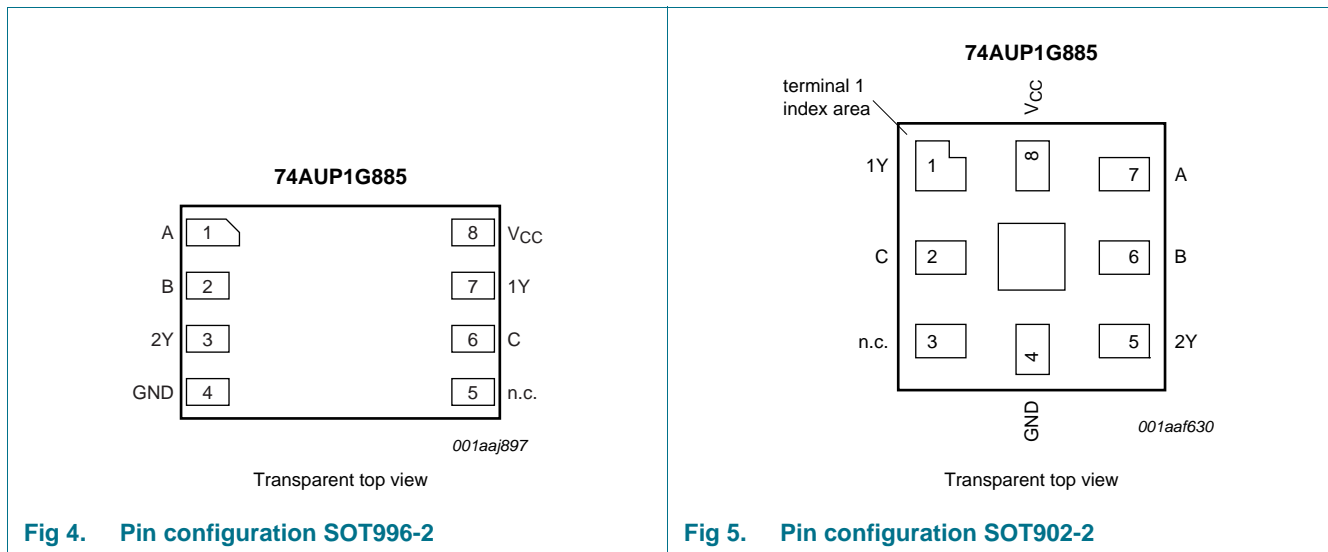 74AUP1G885
A 1 8 VCC
B 2 7 1Y
2Y 3 6 C
GND 4 5 n.c.
001aaj897
Transparent top view
Fig 4. Pin configuration SOT996-2
74AUP1G885
terminal 1
index area
VCC
1Y 1 8 7 A
C 2 6 B
n.c. 3 4 5 2Y
GND
001aaf630
Transparent top view
Fig 5. Pin configuration SOT902-2